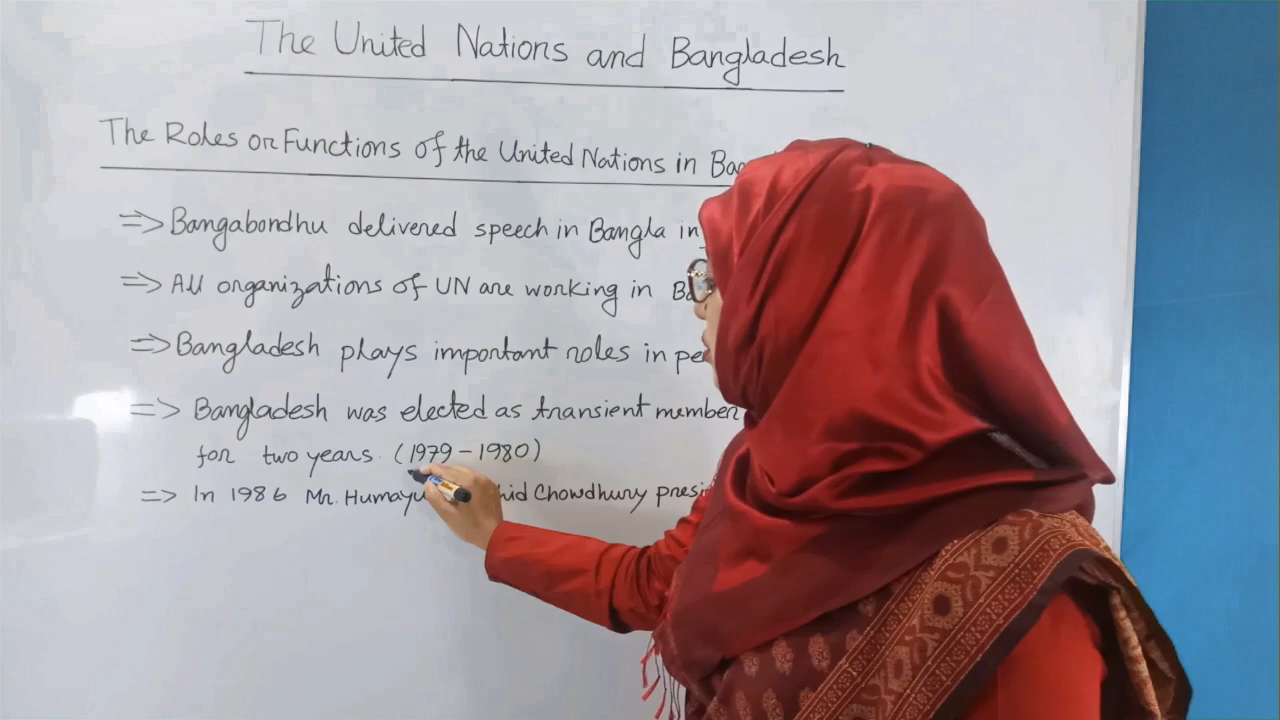 The United Nations and Bangladesh
The Roles or Functions of the United Nations in
Bangabondhu delivered speech in Bangla in
=> All organizations of UN are working in
=> Bangladesh plays important roles in
=> Bangladesh was elected as transient member
for two years. (1979-1980)
=> In 1986 Mr. Chowdhury